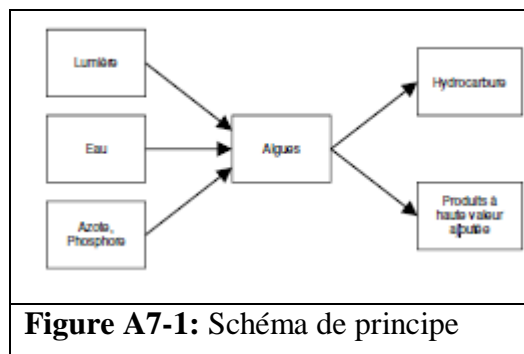 Lumière
Eau
Azote,
Phosphore
Algues
Hydrocarbure
Produits à
haute valeur
ajoutée
Figure A7-1: Schéma de principe